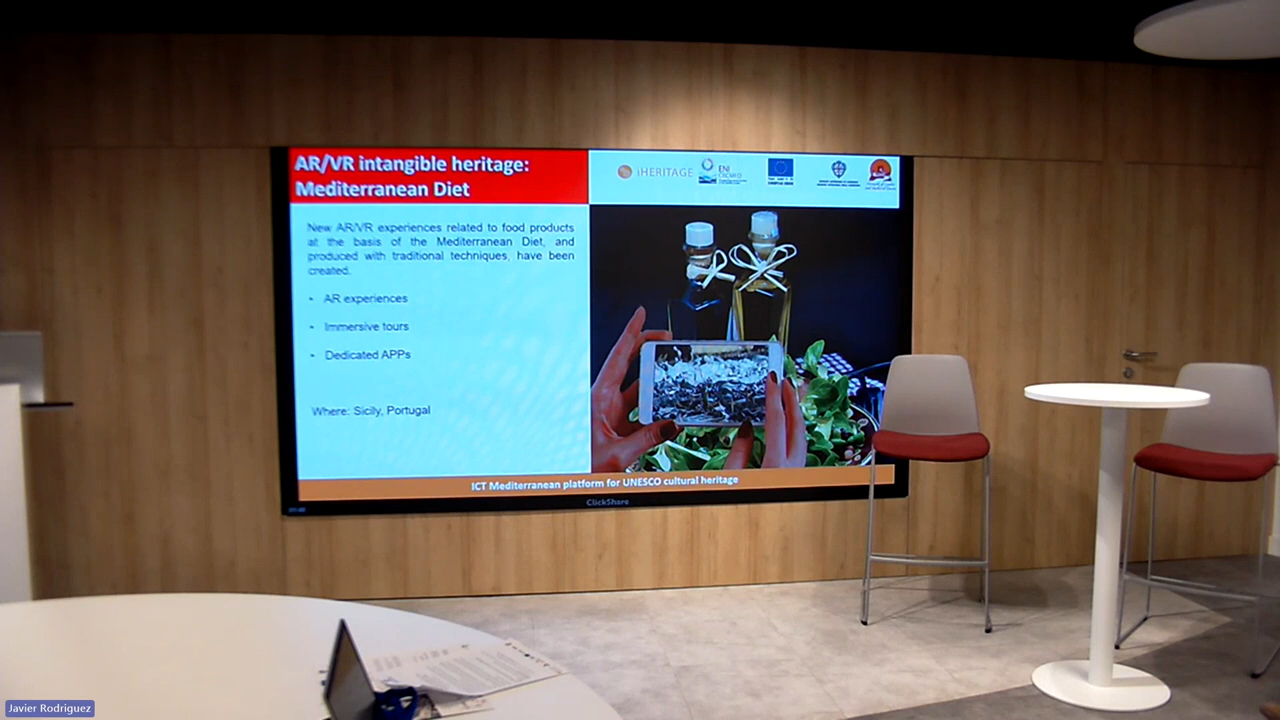 AR/VR intangible heritage:
Mediterranean Diet
iHERITAGE
ENI
CBCMED
New AR/VR experiences related to food products
at the basis of the Mediterranean Diet, and
produced with traditional techniques, have been
created.
- AR experiences
- Immersive tours
- Dedicated APPs
Where: Sicily, Portugal
ICT Mediterranean platform for UNESCO cultural heritage
ClickShare
Javier Rodriguez